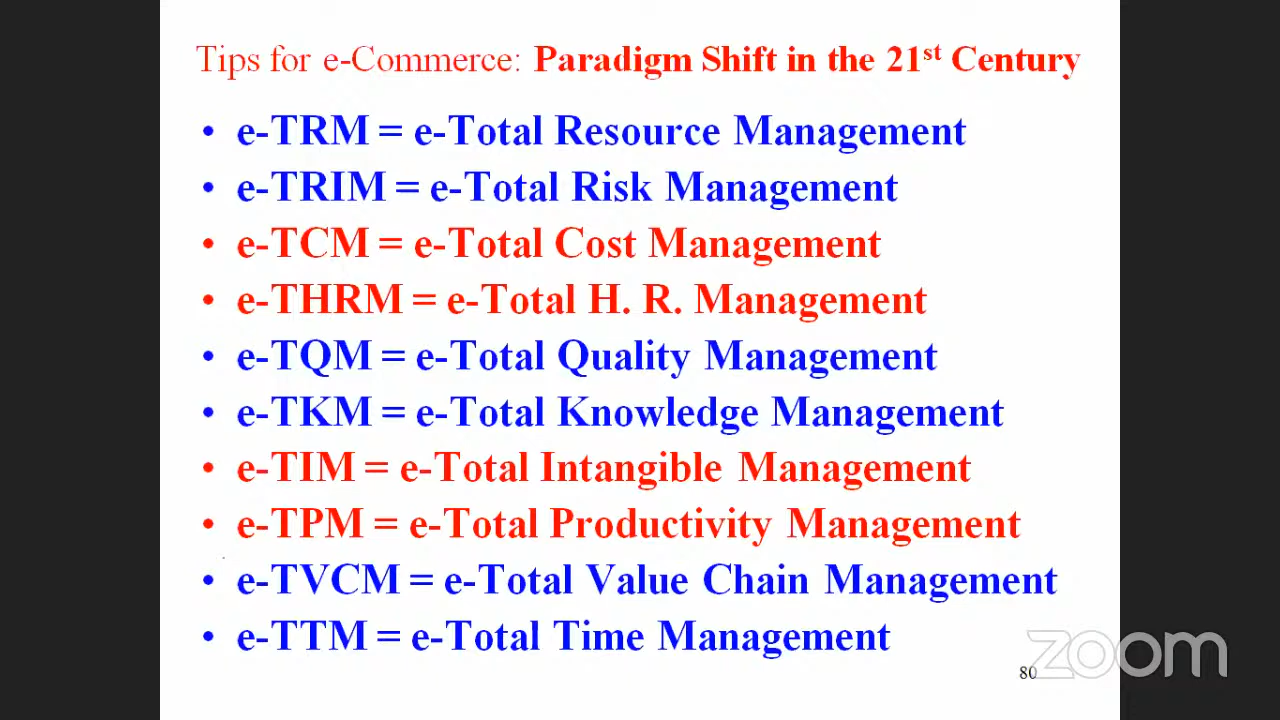 Tips for e-Commerce: Paradigm Shift in the 21st Century
• e-TRM = e-Total Resource Management
• e-TRIM = e-Total Risk Management
• e-TCM = e-Total Cost Management
• e-THRM = e-Total H. R. Management
• e-TQM = e-Total Quality Management
• e-TKM = e-Total Knowledge Management
• e-TIM = e-Total Intangible Management
• e-TPM = e-Total Productivity Management
• e-TVCM = e-Total Value Chain Management
• e-TTM = e-Total Time Management
zoom
80